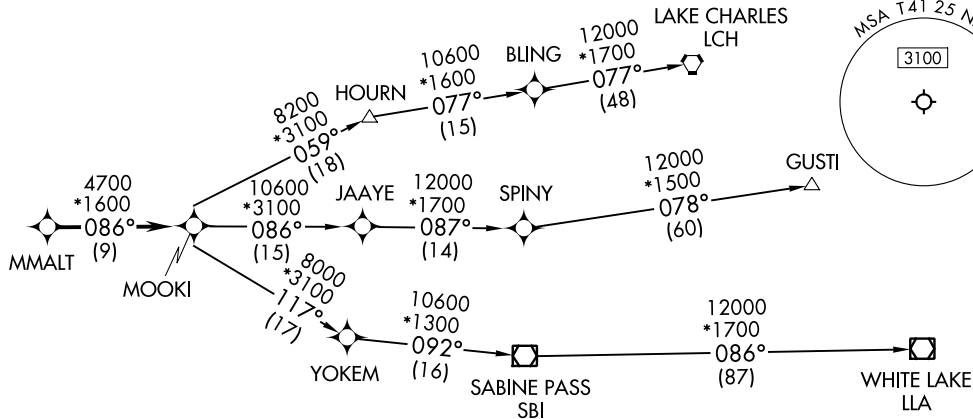 MSA T41 25 N
3100
LAKE CHARLES
LCH
12000
*1700
077°
(48)
BLING
10600
*1600
077°
(15)
HOURN
8200
*3100
059°
(18)
GUSTI
12000
*1500
078°
(60)
SPINY
12000
*1700
087°
(14)
JAAYE
10600
*3100
086°
(15)
4700
*1600
086°
(9)
MMALT
MOOKI
8000
*3100
117°
(17)
YOKEM
10600
*1300
092°
(16)
SABINE PASS
SBI
12000
*1700
086°
(87)
WHITE LAKE
LLA